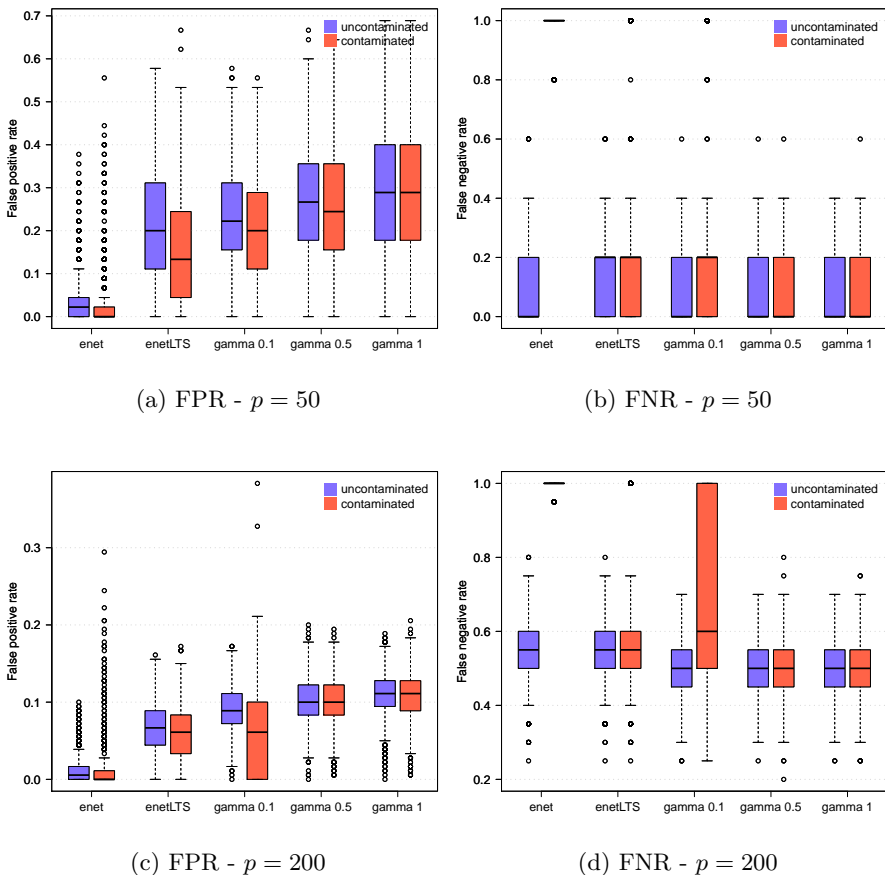 uncontaminated
contaminated
False positive rate
0.7
0.6
0.5
0.4
0.3
0.2
0.1
0.0
enet enetLTS gamma 0.1 gamma 0.5 gamma 1
(a) FPR - p = 50
uncontaminated
contaminated
False negative rate
1.0
0.8
0.6
0.4
0.2
0.0
enet enetLTS gamma 0.1 gamma 0.5 gamma 1
(b) FNR - p = 50
uncontaminated
contaminated
False positive rate
0.3
0.2
0.1
0.0
enet enetLTS gamma 0.1 gamma 0.5 gamma 1
(c) FPR - p = 200
uncontaminated
contaminated
False negative rate
1.0
0.8
0.6
0.4
0.2
enet enetLTS gamma 0.1 gamma 0.5 gamma 1
(d) FNR - p = 200